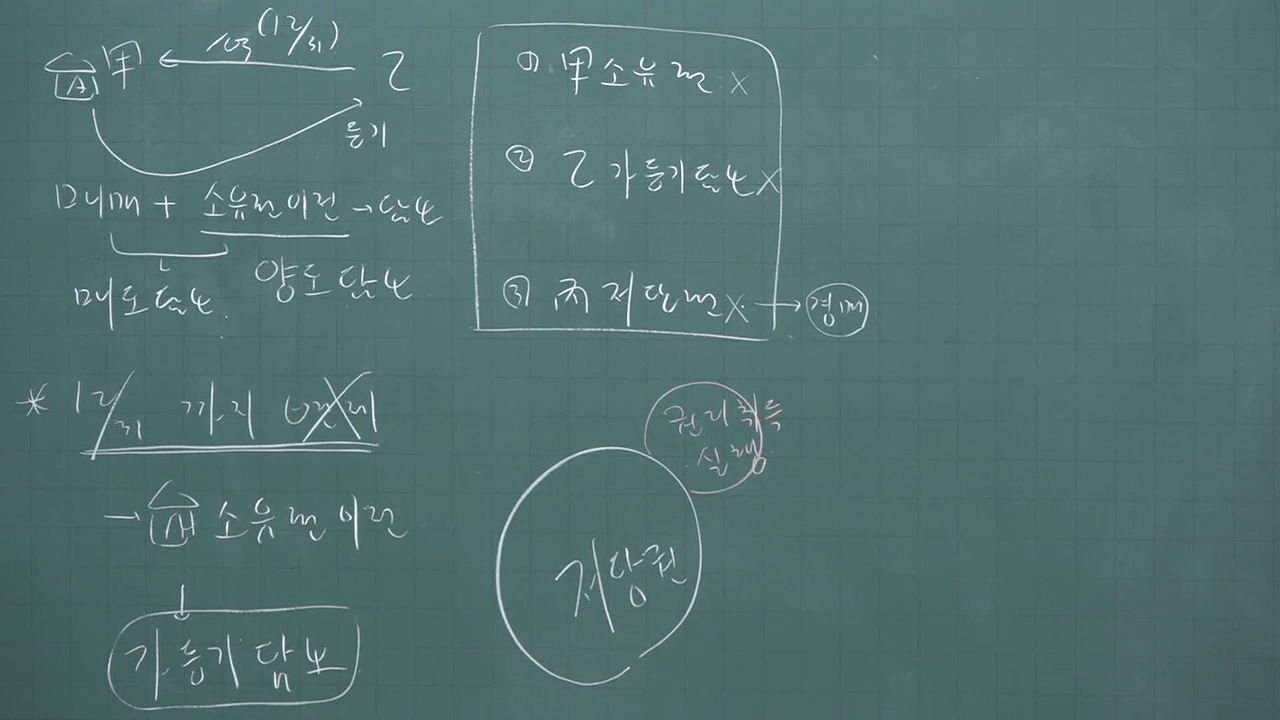 A 甲 10억 (12/31) 乙
등기
매매 + 소유권이전 → 담보
매도담보 양도담보
* 12/31 까지 변제
→ A 소유권이전
가등기담보
① 甲 소유권 X
② 乙 가등기담보 X
③ 丙 저당권 X → 경매
권리취득
실행
저당권